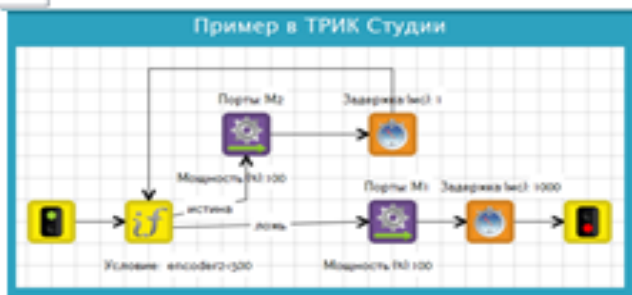 Пример в ТРИК Студии
Порты: M2
Задержка (мс): 1
Мощность (%): 100
Порты: M1
Задержка (мс): 1000
if
истина
ложь
Условие: encoder2<500
Мощность (%): 100